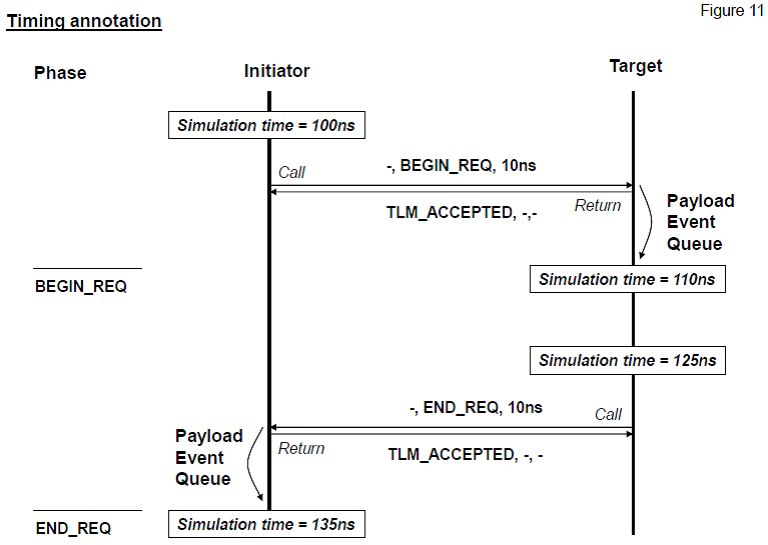 Figure 11
Timing annotation
Phase
Initiator
Target
Simulation time = 100ns
Call
-, BEGIN_REQ, 10ns
TLM_ACCEPTED, -,-
Return
Payload
Event
Queue
Simulation time = 110ns
BEGIN_REQ
Simulation time = 125ns
-, END_REQ, 10ns
Call
Payload
Event
Queue
Return
TLM_ACCEPTED, -, -
Simulation time = 135ns
END_REQ